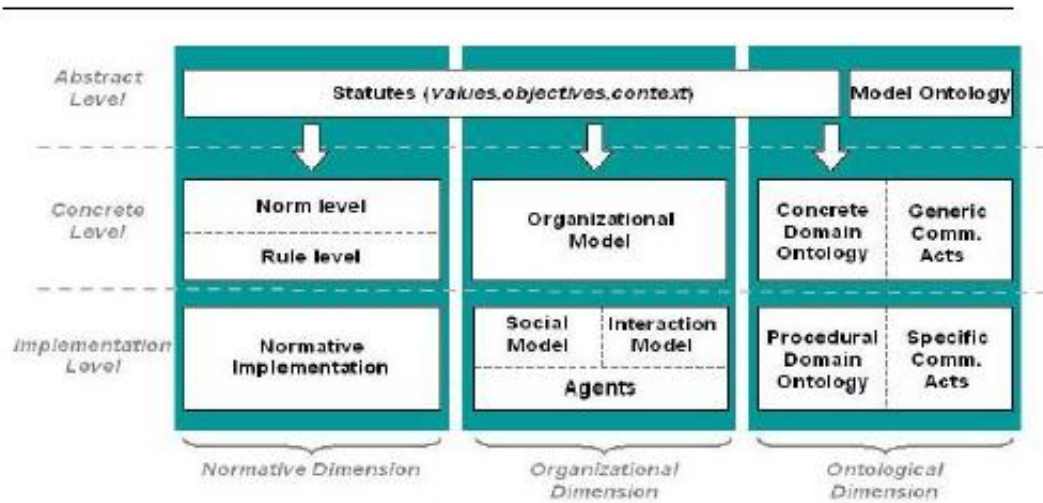 Abstract
Level
Statutes (values,objectives,context)
Model Ontology
Concrete
Level
Norm level
Rule level
Organizational
Model
Concrete
Domain
Ontology
Generic
Comm.
Acts
Implementation
Level
Normative
Implementation
Social
Model
Interaction
Model
Agents
Procedural
Domain
Ontology
Specific
Comm.
Acts
Normative Dimension
Organizational
Dimension
Ontological
Dimension